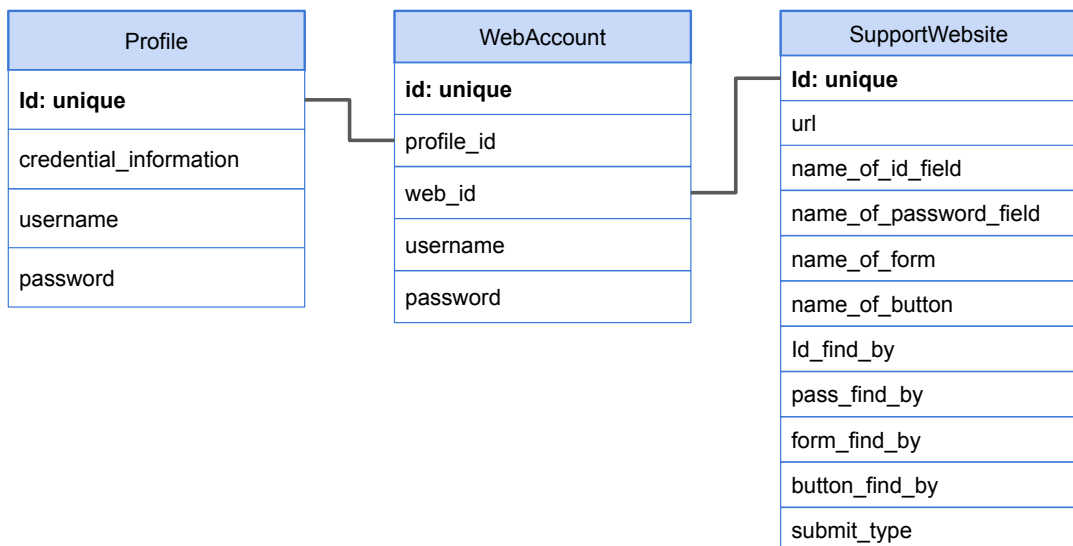 Profile
Id: unique
credential_information
username
password
WebAccount
id: unique
profile_id
web_id
username
password
SupportWebsite
Id: unique
url
name_of_id_field
name_of_password_field
name_of_form
name_of_button
Id_find_by
pass_find_by
form_find_by
button_find_by
submit_type